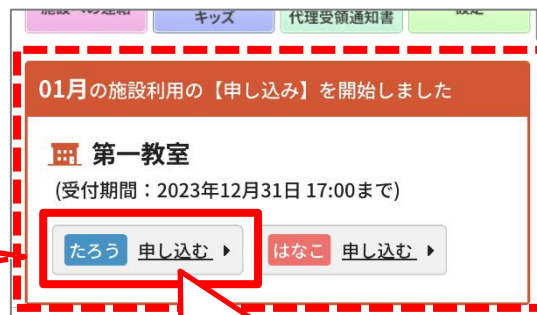 キッズ
代理受領通知書
01月の施設利用の【申し込み】を開始しました
第一教室
(受付期間：2023年12月31日 17:00まで)
たろう 申し込む はなこ 申し込む